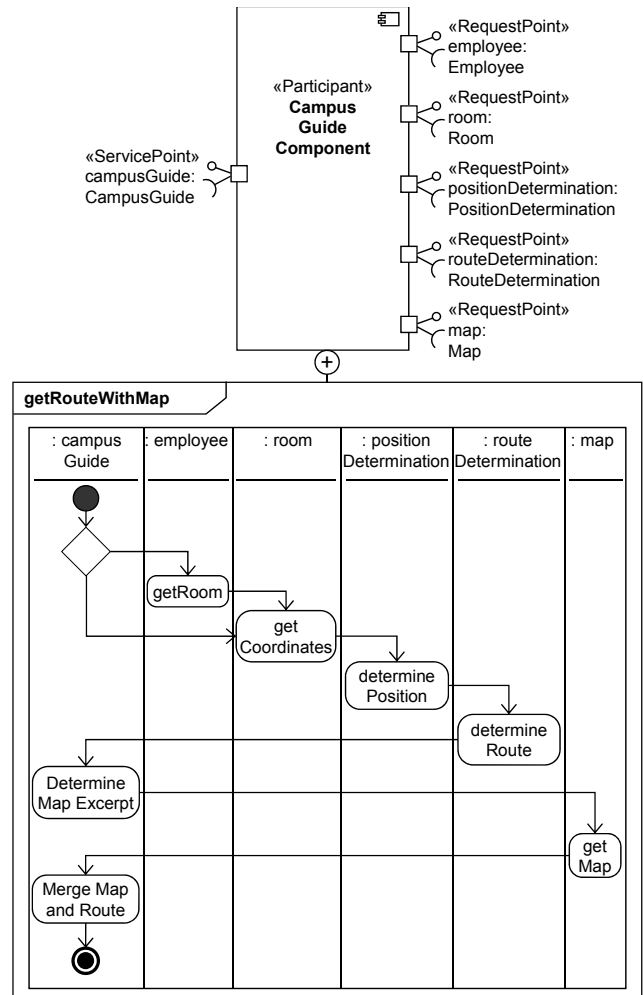 «RequestPoint»
employee:
Employee
«Participant»
Campus
Guide
Component
«RequestPoint»
room:
Room
«ServicePoint»
campusGuide:
CampusGuide
«RequestPoint»
positionDetermination:
PositionDetermination
«RequestPoint»
routeDetermination:
RouteDetermination
«RequestPoint»
map:
Map
+
getRouteWithMap
: campus
Guide
: employee
: room
: position
Determination
: route
Determination
: map
getRoom
get
Coordinates
determine
Position
determine
Route
Determine
Map Excerpt
get
Map
Merge Map
and Route